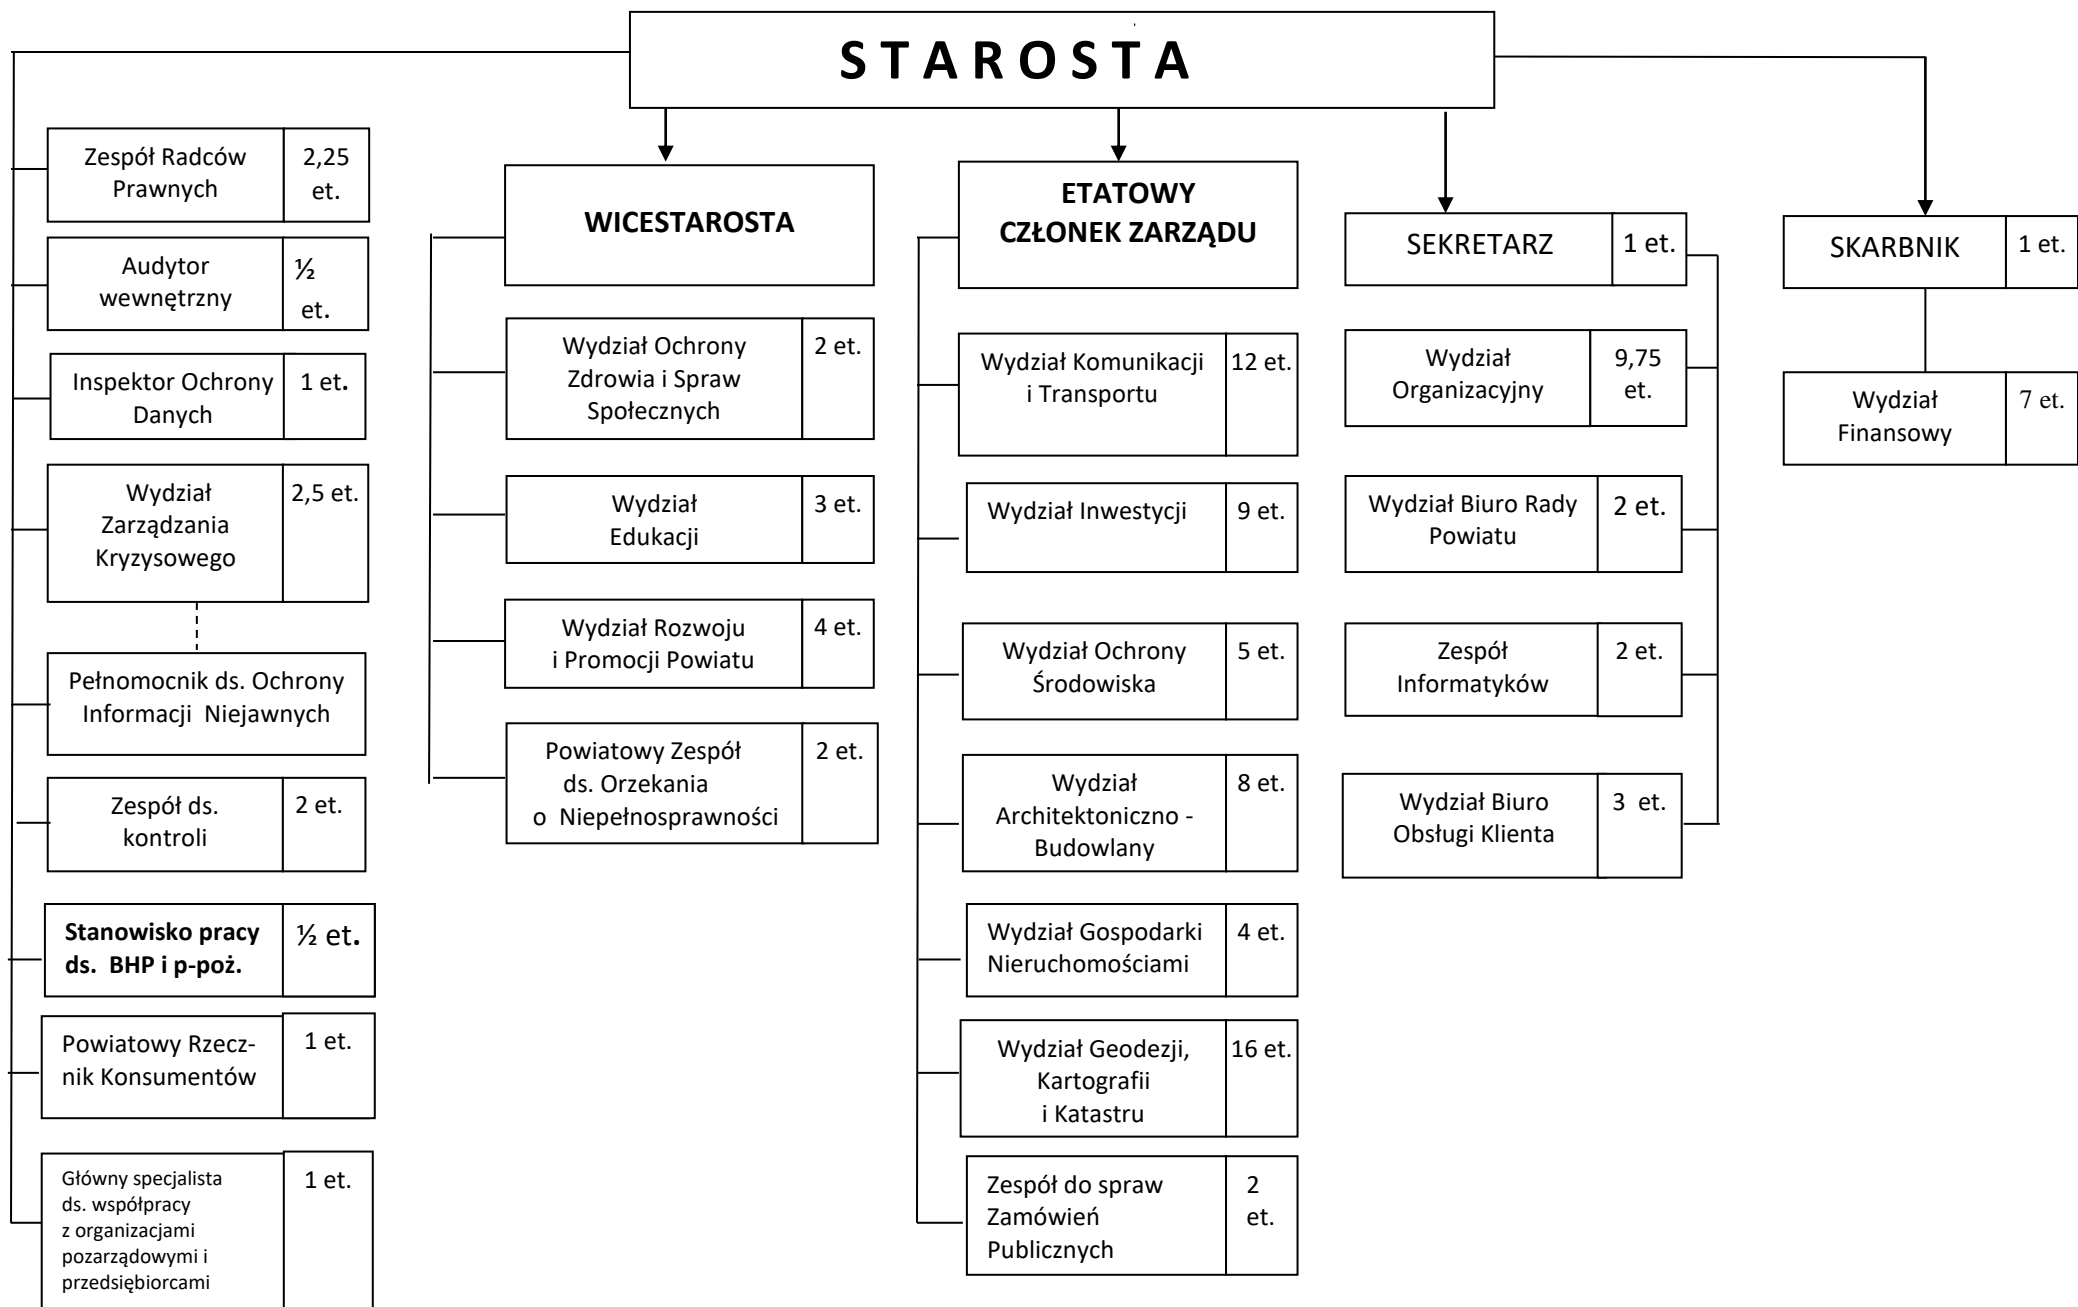 S T A R O S T A
Zespół Radców
Prawnych
2,25
et.
Audytor
wewnętrzny
½
et.
Inspektor Ochrony
Danych
1 et.
Wydział
Zarządzania
Kryzysowego
2,5 et.
Pełnomocnik ds. Ochrony
Informacji Niejawnych
Zespół ds.
kontroli
2 et.
Stanowisko pracy
ds. BHP i p-poż.
½ et.
Powiatowy Rzecz-
nik Konsumentów
1 et.
Główny specjalista
ds. współpracy
z organizacjami
pozarządowymi i
przedsiębiorcami
1 et.
WICESTAROSTA
Wydział Ochrony
Zdrowia i Spraw
Społecznych
2 et.
Wydział
Edukacji
3 et.
Wydział Rozwoju
i Promocji Powiatu
4 et.
Powiatowy Zespół
ds. Orzekania
o Niepełnosprawności
2 et.
ETATOWY
CZŁONEK ZARZĄDU
Wydział Komunikacji
i Transportu
12 et.
Wydział Inwestycji
9 et.
Wydział Ochrony
Środowiska
5 et.
Wydział
Architektoniczno -
Budowlany
8 et.
Wydział Gospodarki
Nieruchomościami
4 et.
Wydział Geodezji,
Kartografii
i Katastru
16 et.
Zespół do spraw
Zamówień
Publicznych
2
et.
SEKRETARZ
1 et.
Wydział
Organizacyjny
9,75
et.
Wydział Biuro Rady
Powiatu
2 et.
Zespół
Informatyków
2 et.
Wydział Biuro
Obsługi Klienta
3 et.
SKARBNIK
1 et.
Wydział
Finansowy
7 et.